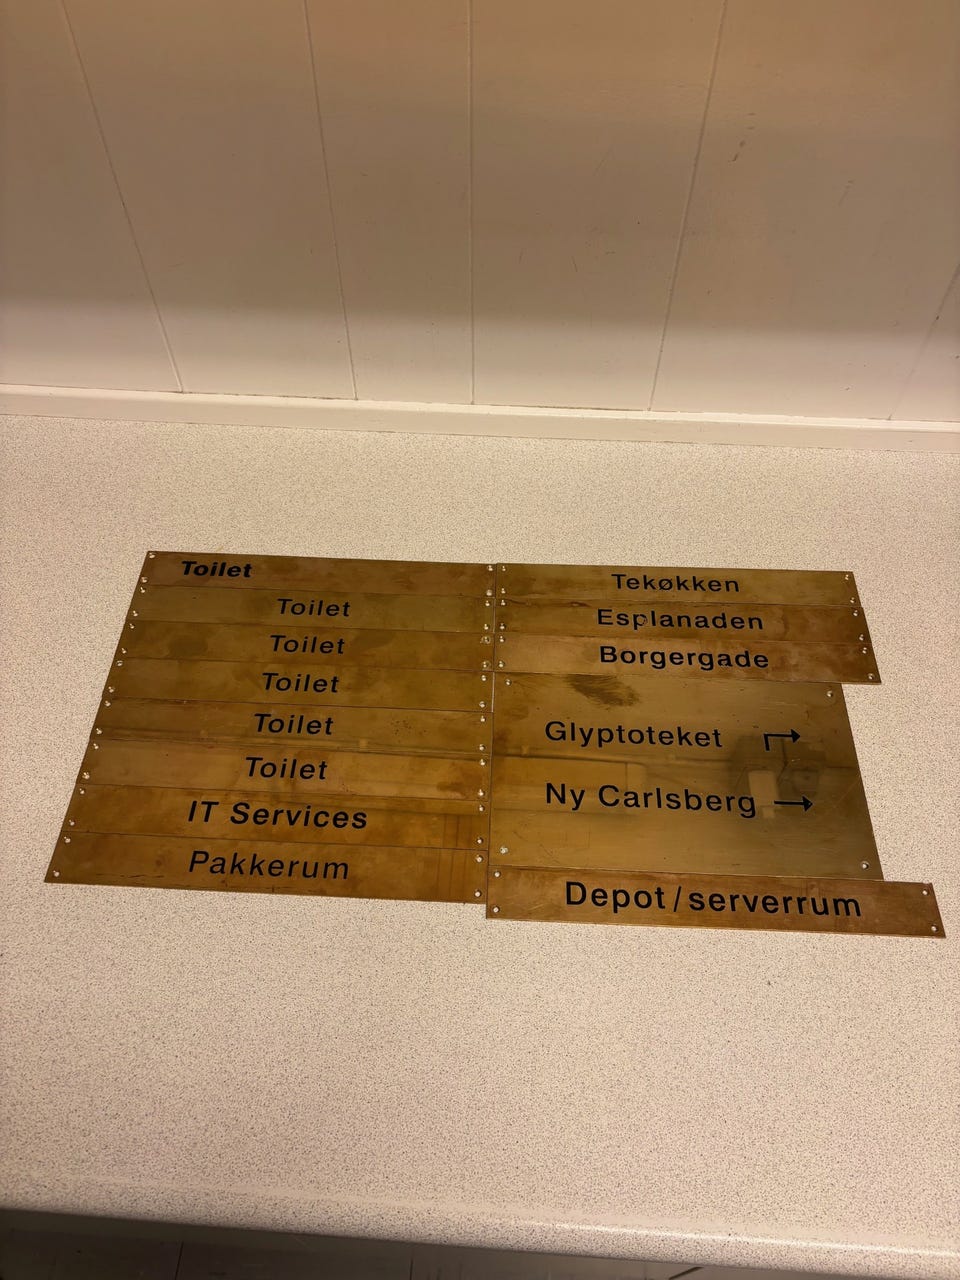 Toilet
Toilet
Toilet
Toilet
Toilet
Toilet
IT Services
Pakkerum
Tekøkken
Esplanaden
Borgergade
Glyptoteket
Ny Carlsberg
Depot / serverrum